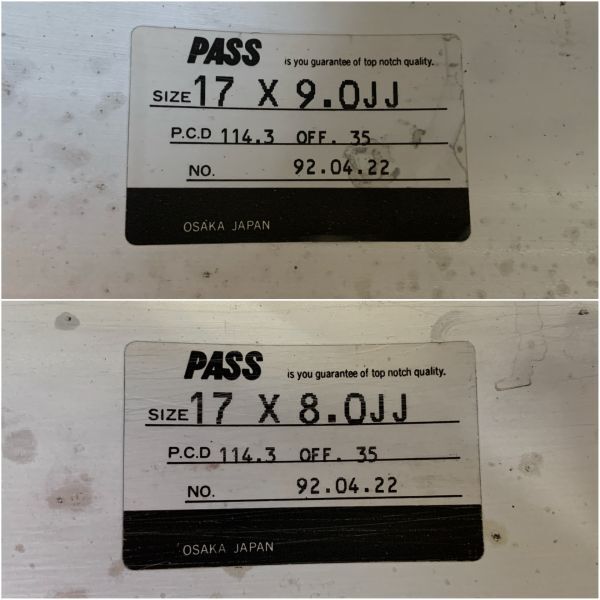 PASS is you guarantee of top notch quality.
SIZE 17 X 9.0JJ
P.C.D 114.3 OFF. 35
NO. 92.04.22
OSAKA JAPAN
PASS is you guarantee of top notch quality.
SIZE 17 X 8.0JJ
P.C.D 114.3 OFF. 35
NO. 92.04.22
OSAKA JAPAN